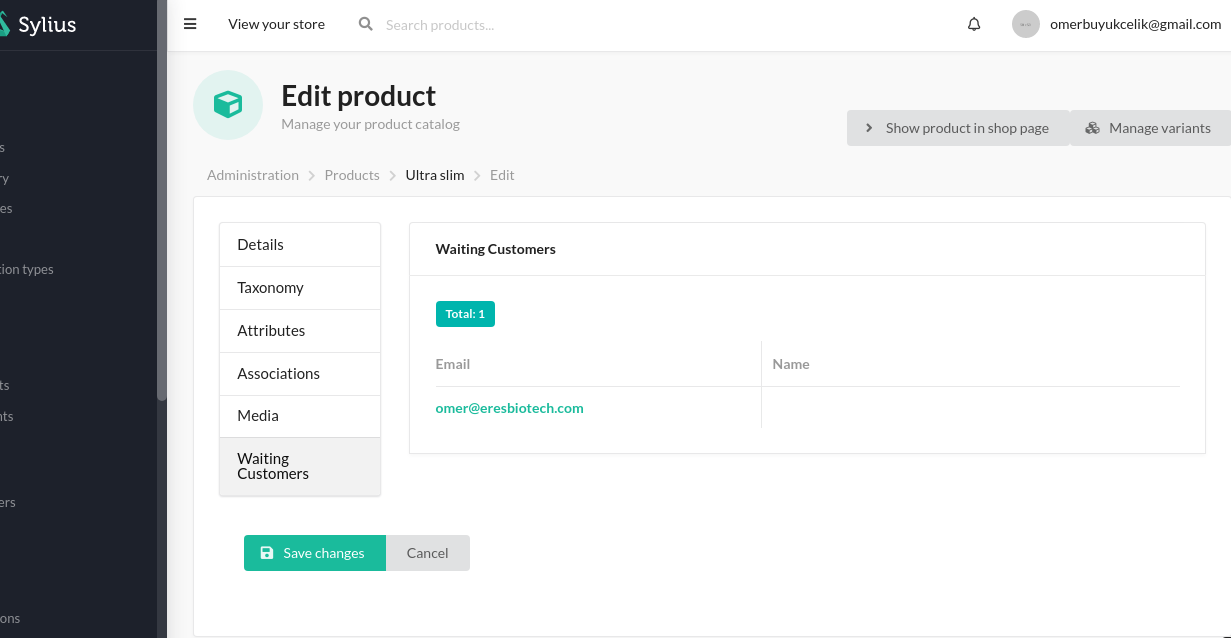 Sylius
View your store
Search products...
omerbuyukcelik@gmail.com
Edit product
Manage your product catalog
Show product in shop page
Manage variants
Administration
Products
Ultra slim
Edit
s
ry
es
tion types
ts
nts
ers
ons
Details
Taxonomy
Attributes
Associations
Media
Waiting
Customers
Waiting Customers
Total: 1
Email
Name
omer@eresbiotech.com
Save changes
Cancel